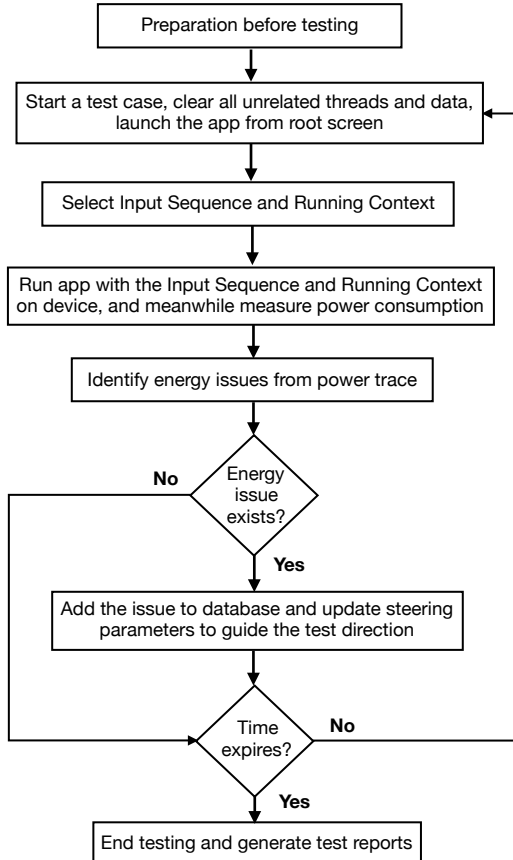 Preparation before testing
Start a test case, clear all unrelated threads and data,
launch the app from root screen
Select Input Sequence and Running Context
Run app with the Input Sequence and Running Context
on device, and meanwhile measure power consumption
Identify energy issues from power trace
No
Energy
issue
exists?
Yes
Add the issue to database and update steering
parameters to guide the test direction
Time
expires?
No
Yes
End testing and generate test reports